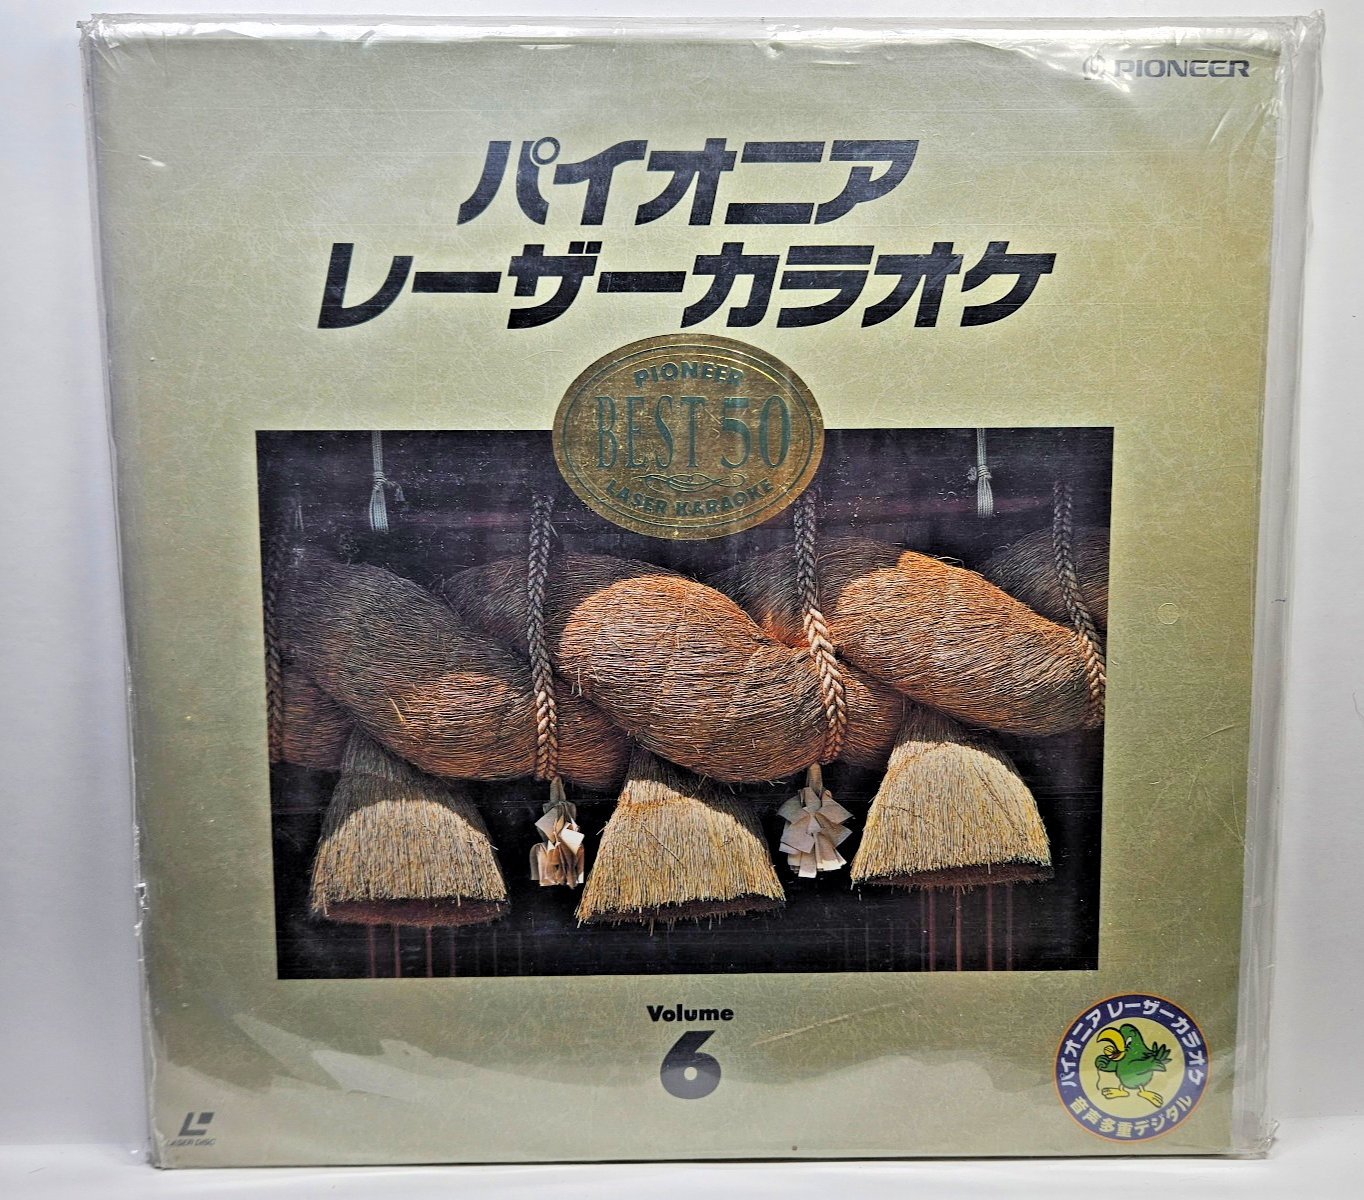 PIONEER
パイオニア
レーザーカラオケ
PIONEER
BEST 50
LASER KARAOKE
Volume
6
パイオニアレーザーカラオケ
音声多重デジタル
LASER DISC